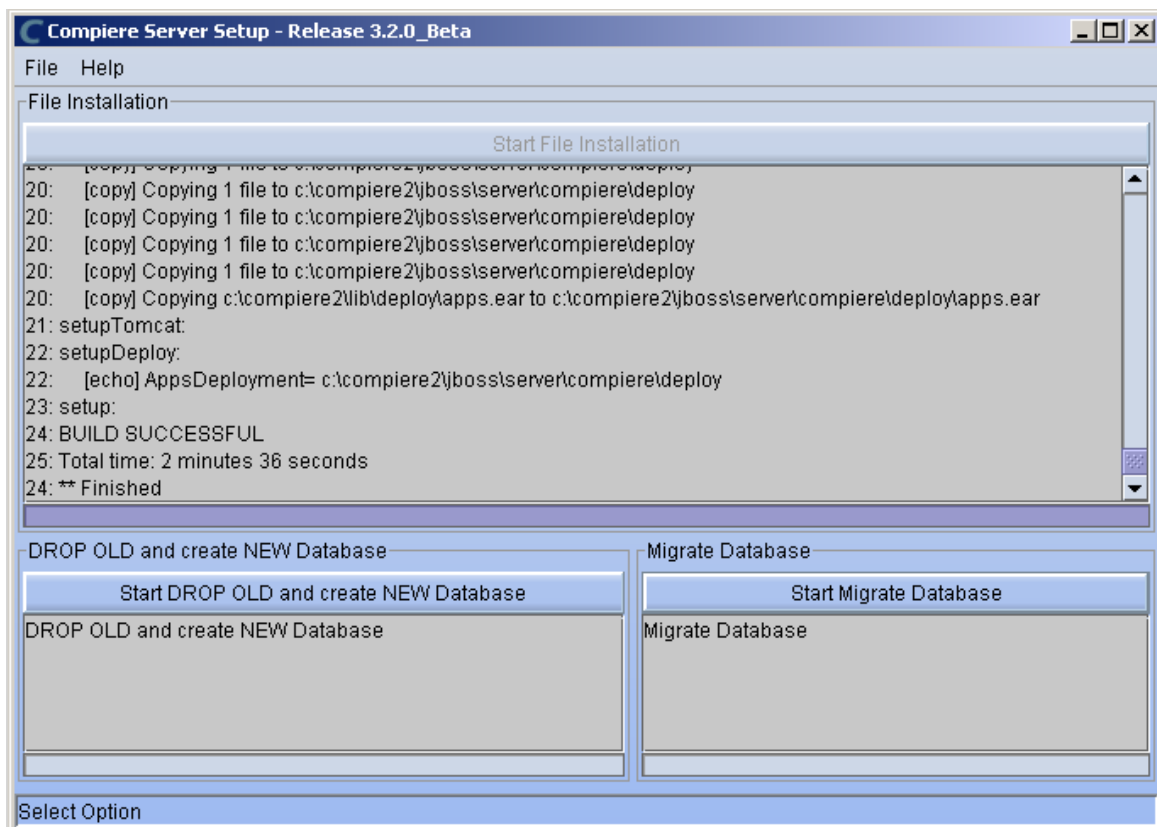 Compiere Server Setup - Release 3.2.0_Beta
File Help
File Installation
Start File Installation
20: [copy] Copying 1 file to c:\compiere2\jboss\server\compiere\deploy
20: [copy] Copying 1 file to c:\compiere2\jboss\server\compiere\deploy
20: [copy] Copying 1 file to c:\compiere2\jboss\server\compiere\deploy
20: [copy] Copying 1 file to c:\compiere2\jboss\server\compiere\deploy
20: [copy] Copying c:\compiere2\lib\deploy\apps.ear to c:\compiere2\jboss\server\compiere\deploy\apps.ear
21: setupTomcat:
22: setupDeploy:
22: [echo] AppsDeployment= c:\compiere2\jboss\server\compiere\deploy
23: setup:
24: BUILD SUCCESSFUL
25: Total time: 2 minutes 36 seconds
24: ** Finished
DROP OLD and create NEW Database
Start DROP OLD and create NEW Database
DROP OLD and create NEW Database
Migrate Database
Start Migrate Database
Migrate Database
Select Option